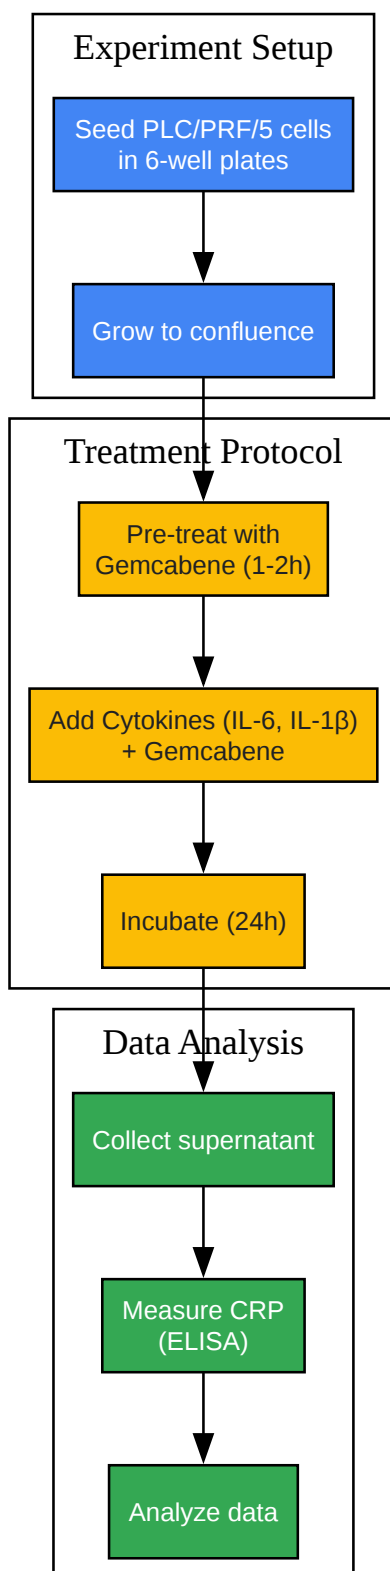 Experiment Setup
Seed PLC/PRF/5 cells
in 6-well plates
Grow to confluence
Treatment Protocol
Pre-treat with
Gemcabene (1-2h)
Add Cytokines (IL-6, IL-1β)
+ Gemcabene
Incubate (24h)
Data Analysis
Collect supernatant
Measure CRP
(ELISA)
Analyze data